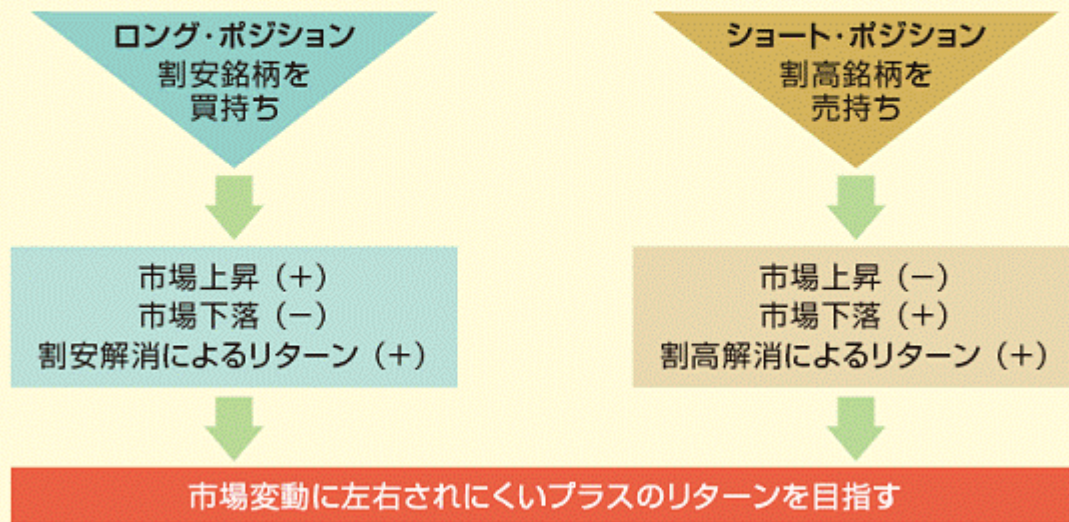 ロング・ポジション
割安銘柄を
買持ち
ショート・ポジション
割高銘柄を
売持ち
市場上昇（＋）
市場下落（－）
割安解消によるリターン（＋）
市場上昇（－）
市場下落（＋）
割高解消によるリターン（＋）
市場変動に左右されにくいプラスのリターンを目指す